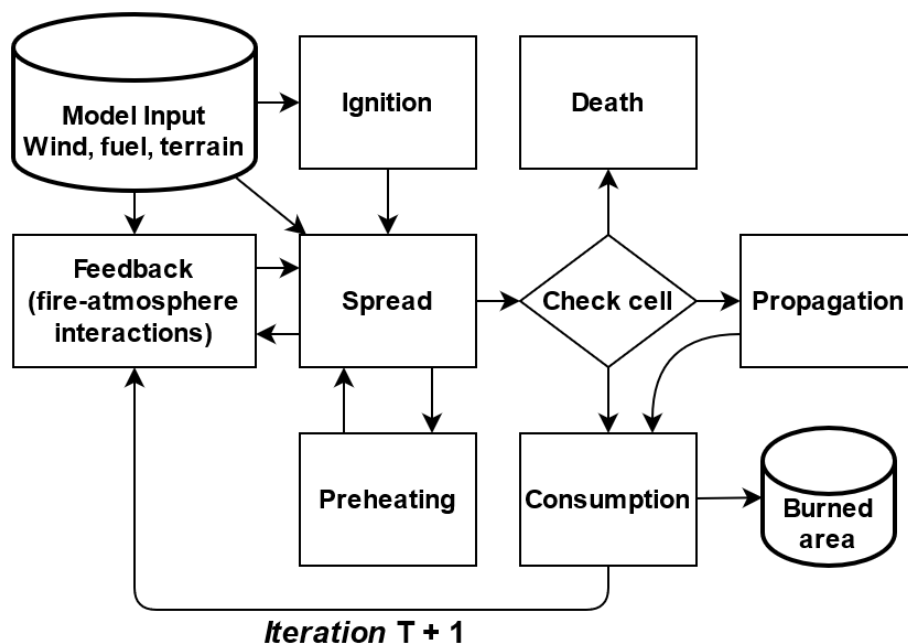 Model Input
Wind, fuel, terrain
Ignition
Death
Feedback
(fire-atmosphere
interactions)
Spread
Check cell
Propagation
Preheating
Consumption
Burned
area
Iteration T + 1